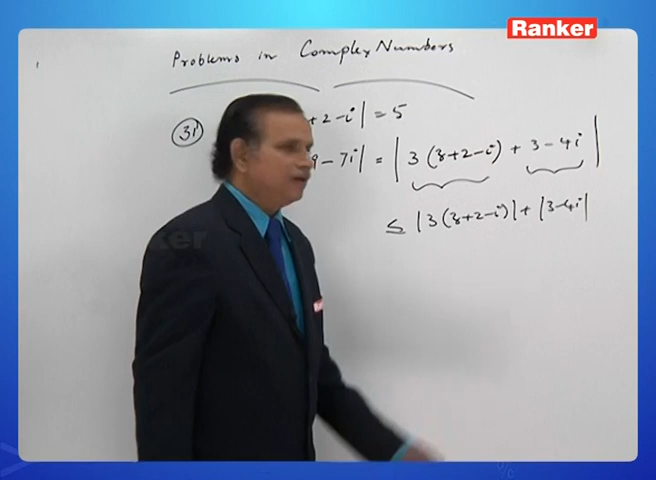 Ranker
Problems in Complex Numbers
31 + 2 - i| = 5
9 - 7i| = | 3 (z + 2 - i) + 3 - 4i |
≤ |3(z + 2 - i)| + |3 - 4i|